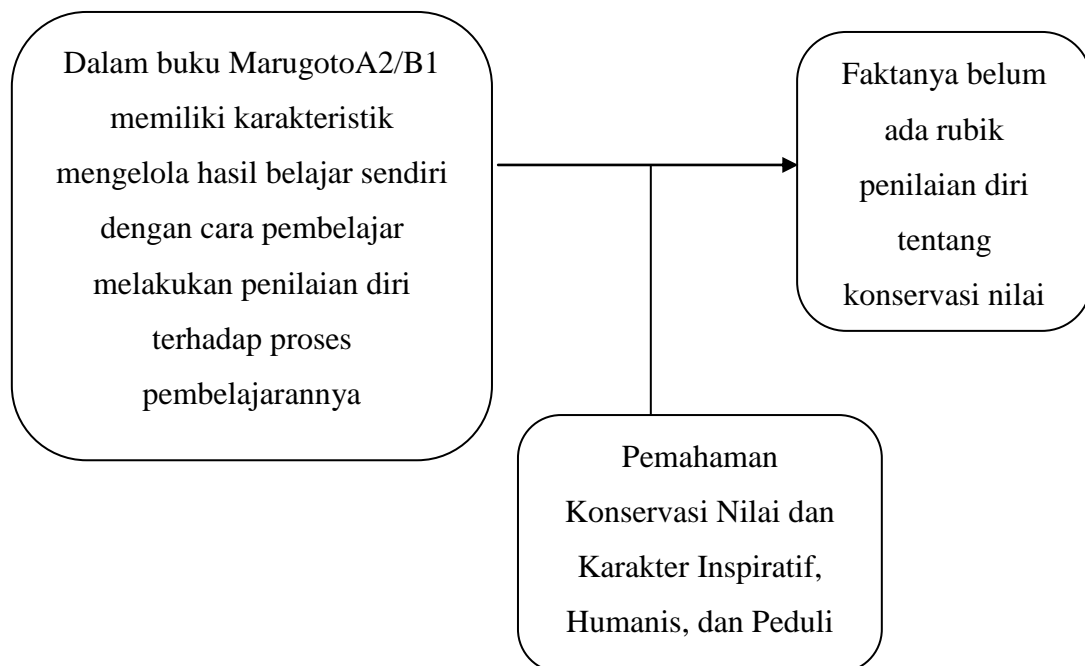 Dalam buku MarugotoA2/B1
memiliki karakteristik
mengelola hasil belajar sendiri
dengan cara pembelajar
melakukan penilaian diri
terhadap proses
pembelajarannya
Faktanya belum
ada rubik
penilaian diri
tentang
konservasi nilai
Pemahaman
Konservasi Nilai dan
Karakter Inspiratif,
Humanis, dan Peduli